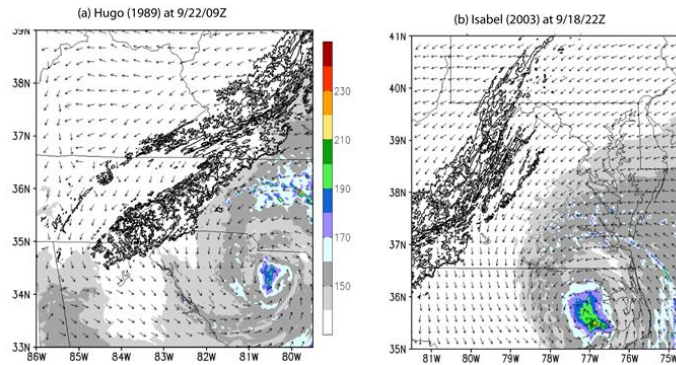 (a) Hugo (1989) at 9/22/09Z
(b) Isabel (2003) at 9/18/22Z
39N
38N
37N
36N
35N
34N
33N
86W 85W 84W 83W 82W 81W 80W
230
210
190
170
150
41N
40N
39N
38N
37N
36N
35N
81W 80W 79W 78W 77W 76W 75W